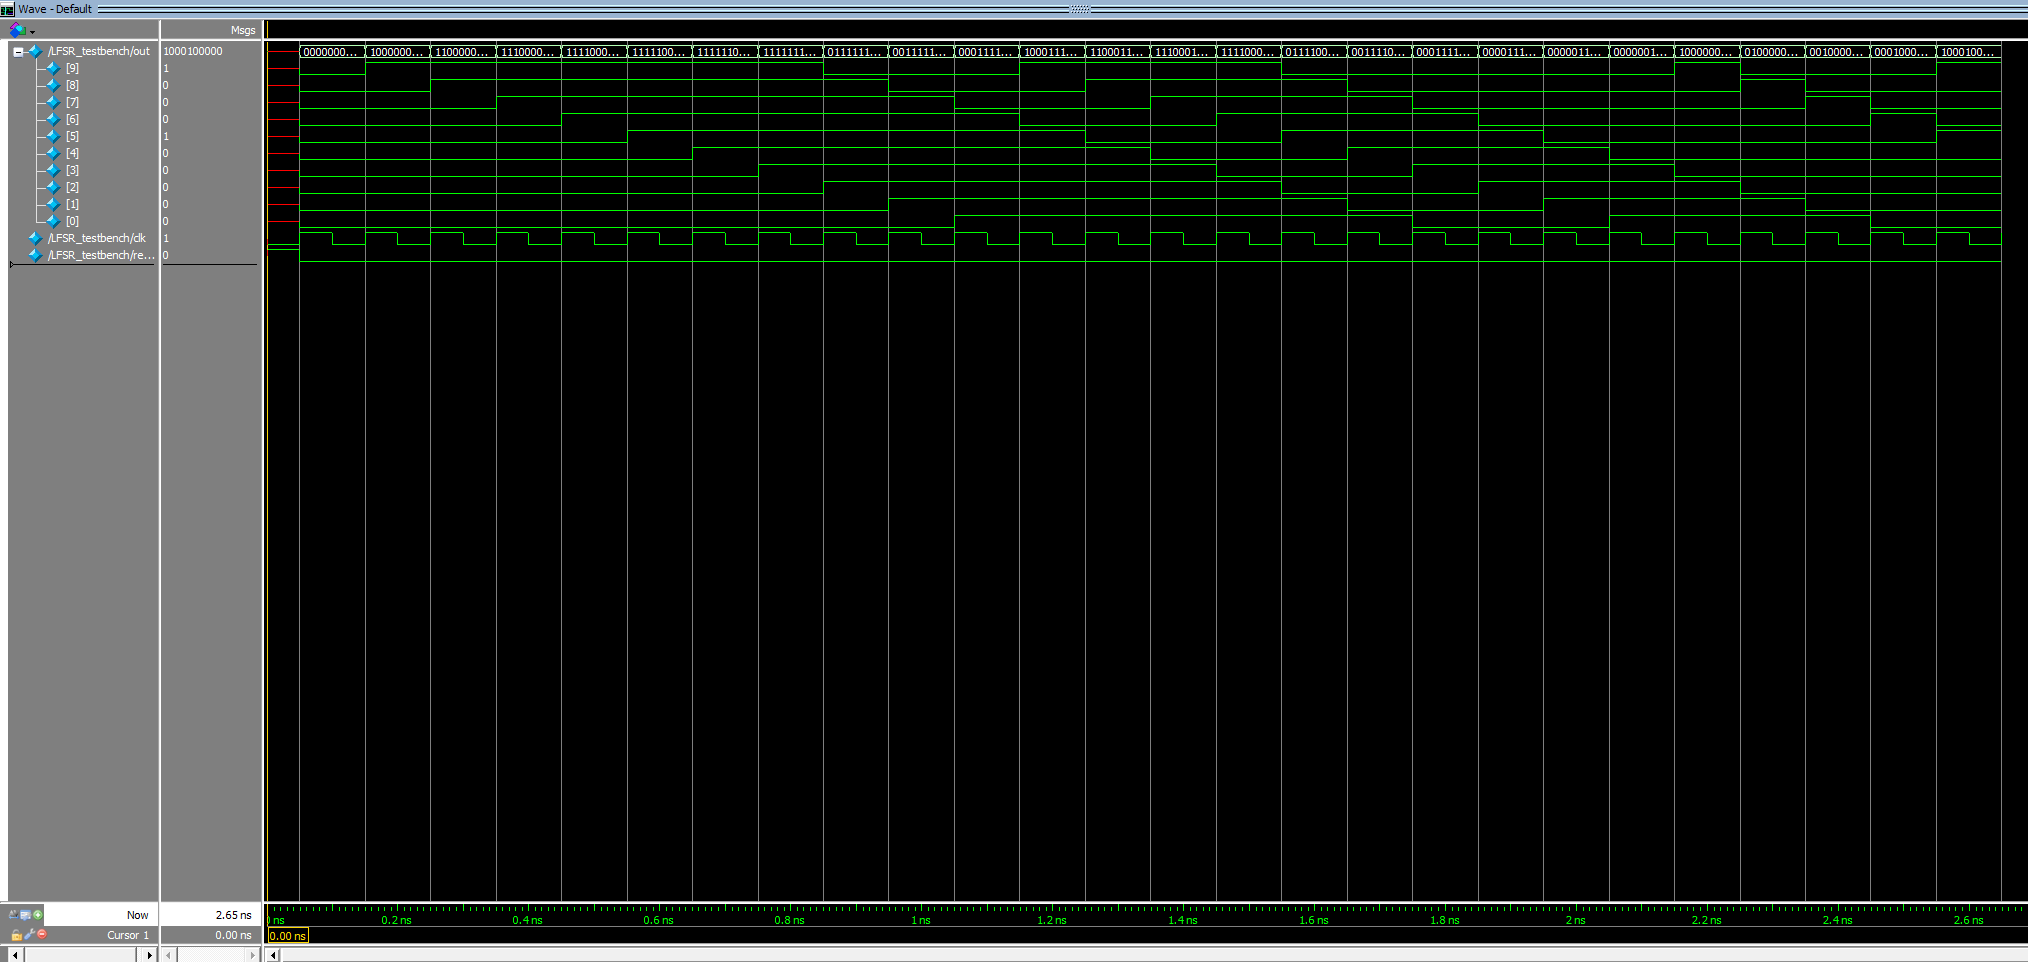 Wave - Default
Msgs
/LFSR_testbench/out 1000100000 0000000... 1000000... 1100000... 1110000... 1111000... 1111100... 1111110... 1111111... 0111111... 0011111... 0001111... 1000111... 1100011... 1110001... 1111000... 0111100... 0011110... 0001111... 0000111... 0000011... 0000001... 1000000... 0100000... 0010000... 0001000... 1000100...
[9] 1
[8] 0
[7] 0
[6] 0
[5] 1
[4] 0
[3] 0
[2] 0
[1] 0
[0] 0
/LFSR_testbench/clk 1
/LFSR_testbench/re... 0
Now 2.65 ns ns 0.2 ns 0.4 ns 0.6 ns 0.8 ns 1 ns 1.2 ns 1.4 ns 1.6 ns 1.8 ns 2 ns 2.2 ns 2.4 ns 2.6 ns
Cursor 1 0.00 ns 0.00 ns